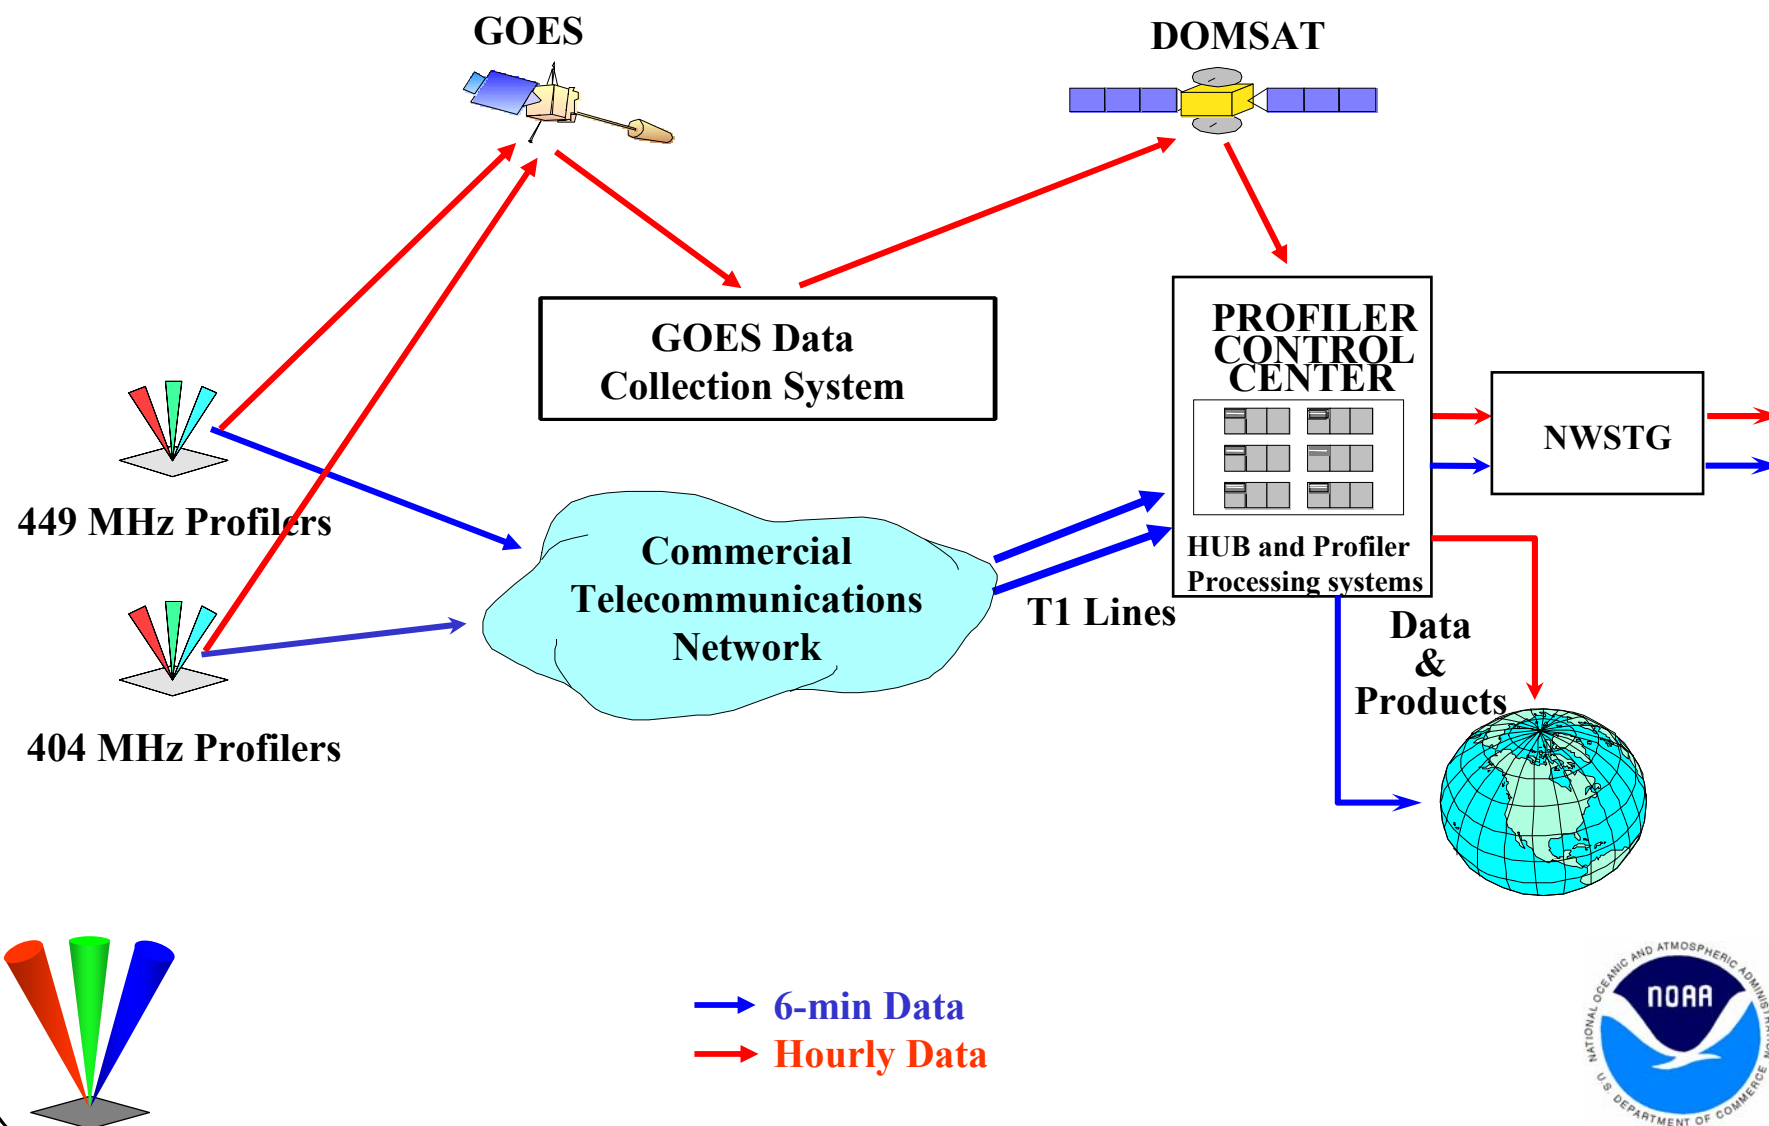 GOES
DOMSAT
GOES Data
Collection System
PROFILER
CONTROL
CENTER
HUB and Profiler
Processing systems
NWSTG
449 MHz Profilers
404 MHz Profilers
Commercial
Telecommunications
Network
T1 Lines
Data
&
Products
6-min Data
Hourly Data
NATIONAL OCEANIC AND ATMOSPHERIC ADMINISTRATION
NOAA
U.S. DEPARTMENT OF COMMERCE